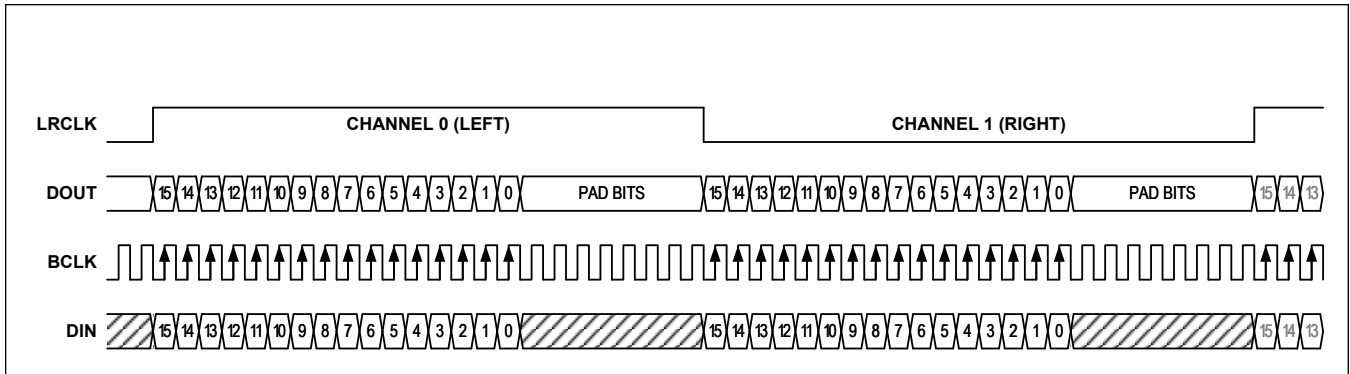 LRCLK CHANNEL 0 (LEFT) CHANNEL 1 (RIGHT)
DOUT 15 14 13 12 11 10 9 8 7 6 5 4 3 2 1 0 PAD BITS 15 14 13 12 11 10 9 8 7 6 5 4 3 2 1 0 PAD BITS 15 14 13
BCLK
DIN 15 14 13 12 11 10 9 8 7 6 5 4 3 2 1 0 15 14 13 12 11 10 9 8 7 6 5 4 3 2 1 0 15 14 13